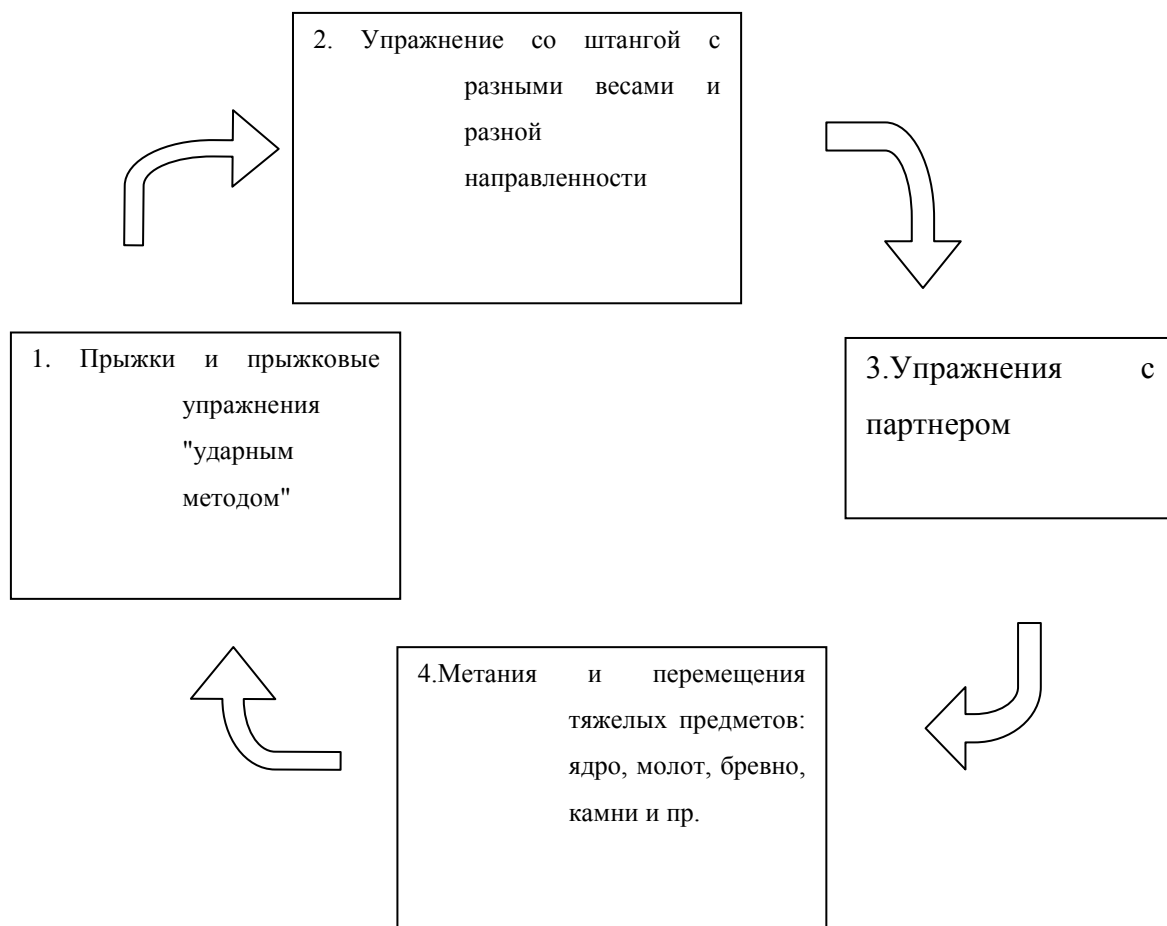 2. Упражнение со штангой с
разными весами и
разной
направленности
1. Прыжки и прыжковые
упражнения
"ударным
методом"
3.Упражнения с
партнером
4.Метания и перемещения
тяжелых предметов:
ядро, молот, бревно,
камни и пр.